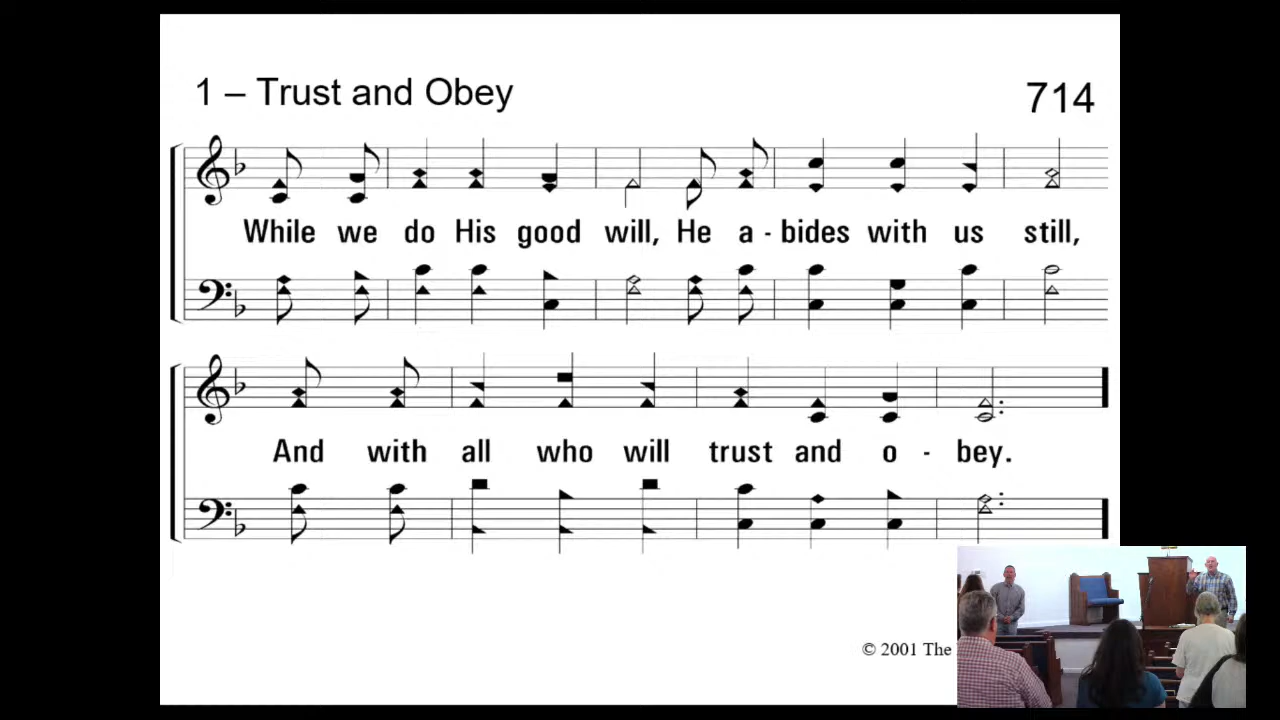 1 – Trust and Obey
714
While we do His good will, He a - bides with us still,
And with all who will trust and o - bey.
© 2001 The